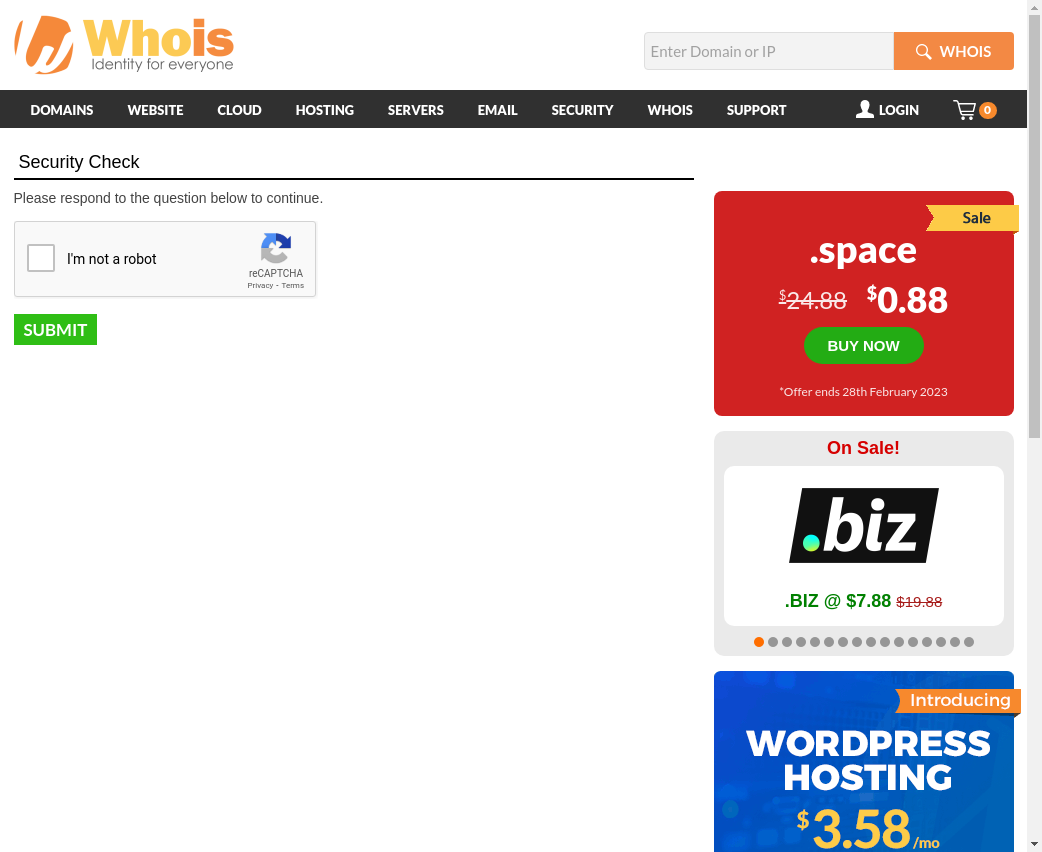 Whois
Identity for everyone
Enter Domain or IP
WHOIS
DOMAINS WEBSITE CLOUD HOSTING SERVERS EMAIL SECURITY WHOIS SUPPORT LOGIN 0
Security Check
Please respond to the question below to continue.
I'm not a robot
reCAPTCHA
Privacy - Terms
SUBMIT
Sale
.space
$24.88 $0.88
BUY NOW
*Offer ends 28th February 2023
On Sale!
.biz
.BIZ @ $7.88 $19.88
Introducing
WORDPRESS
HOSTING
$3.58/mo